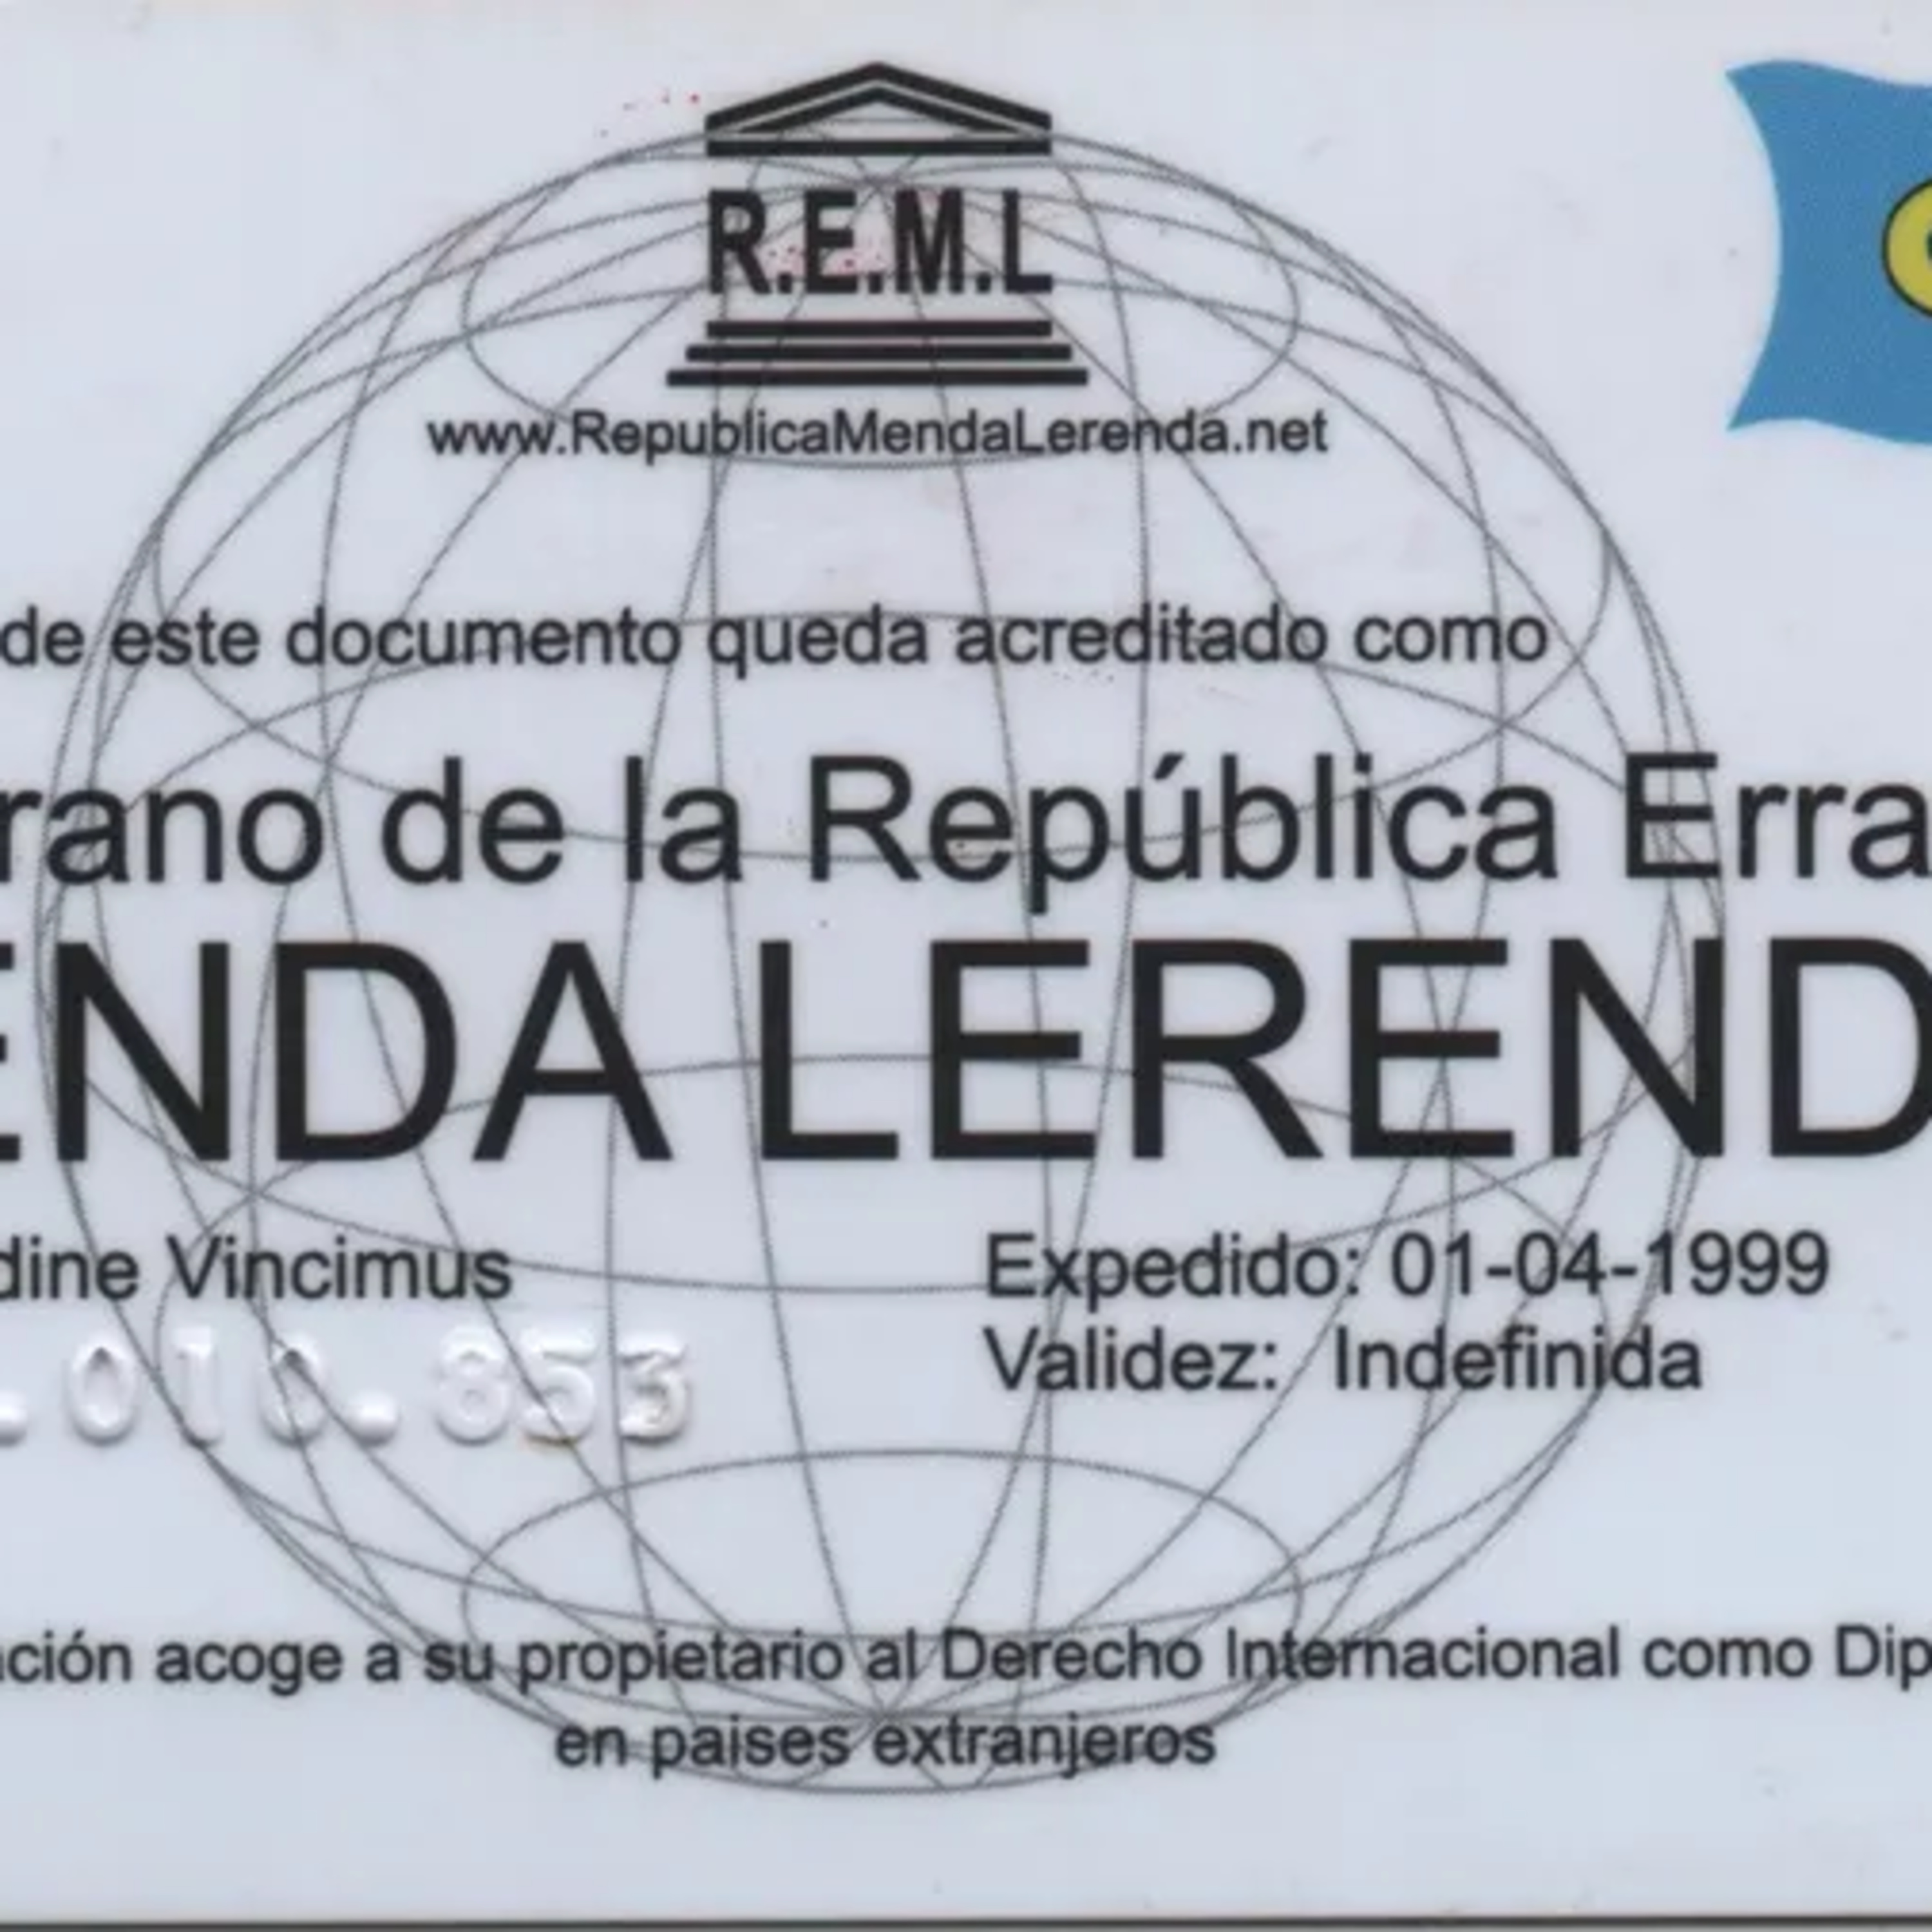 R.E.M.L
www.RepublicaMendaLerenda.net
de este documento queda acreditado como
rano de la República Erra
ENDA LEREND
dine Vincimus
Expedido: 01-04-1999
.010.853
Validez: Indefinida
ación acoge a su propietario al Derecho Internacional como Dip
en paises extranjeros